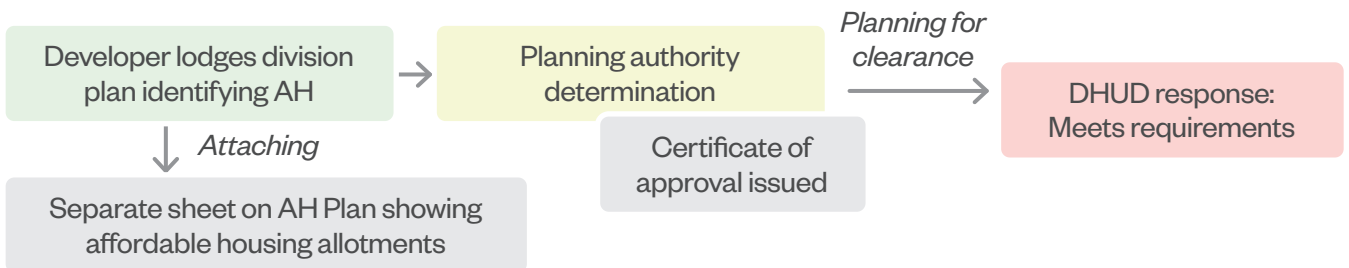 Developer lodges division
plan identifying AH
Planning authority
determination
Planning for
clearance
DHUD response:
Meets requirements
Certificate of
approval issued
Attaching
Separate sheet on AH Plan showing
affordable housing allotments